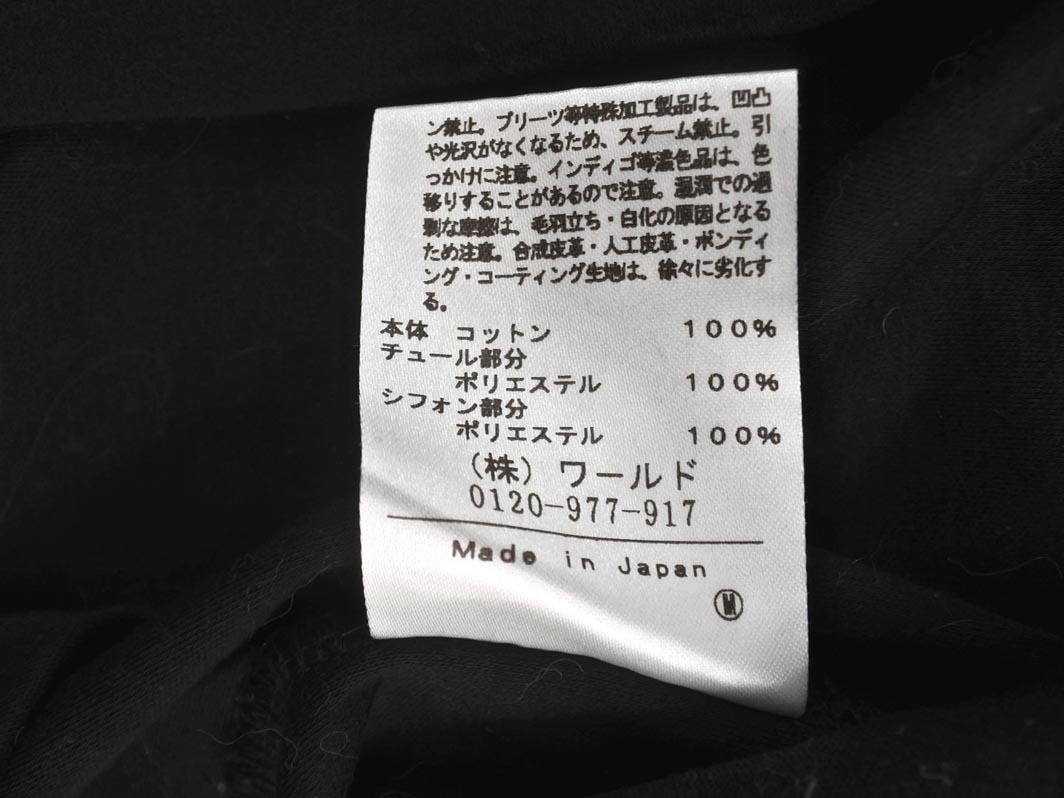 ン禁止。プリーツ等特殊加工製品は、凹凸
や光沢がなくなるため、スチーム禁止。引
っかけに注意。インディゴ等濃色品は、色
移りすることがあるので注意。湿潤での過
剰な摩擦は、毛羽立ち・白化の原因となる
ため注意。合成皮革・人工皮革・ボンディ
ング・コーティング生地は、徐々に劣化す
る。
本体 コットン 100%
チュール部分
ポリエステル 100%
シフォン部分
ポリエステル 100%
(株)ワールド
0120-977-917
Made in Japan
M